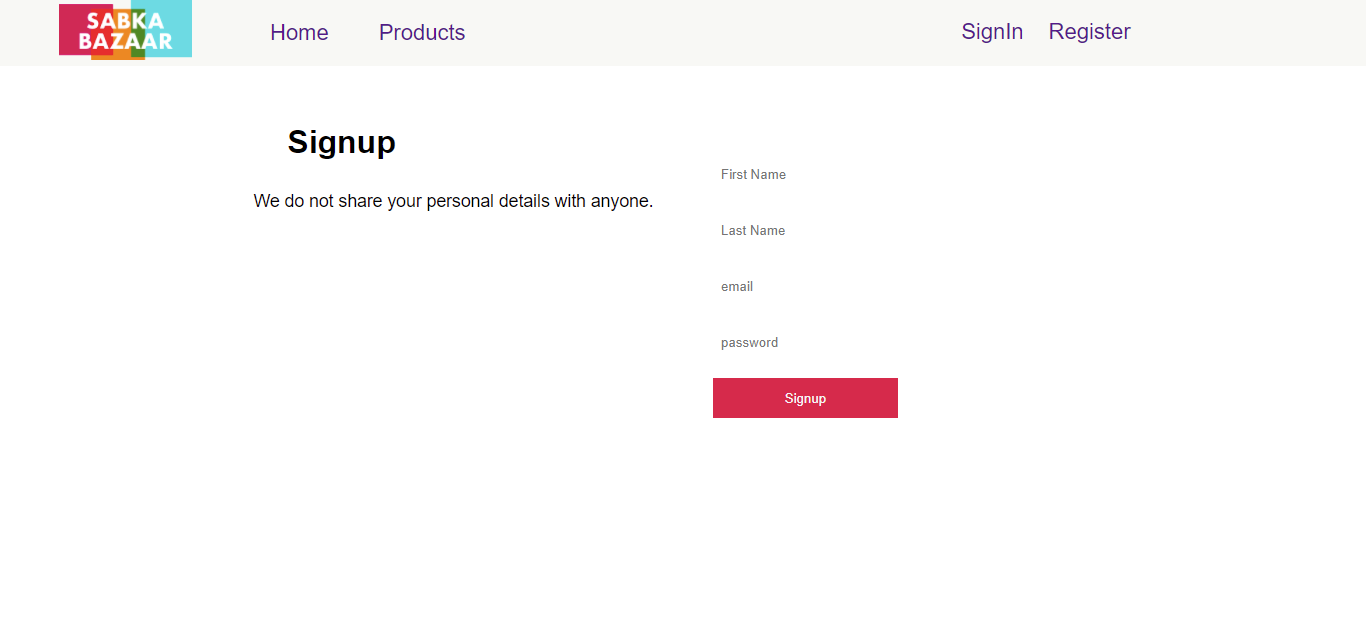 SABKA
BAZAAR
Home
Products
SignIn
Register
Signup
We do not share your personal details with anyone.
First Name
Last Name
email
password
Signup